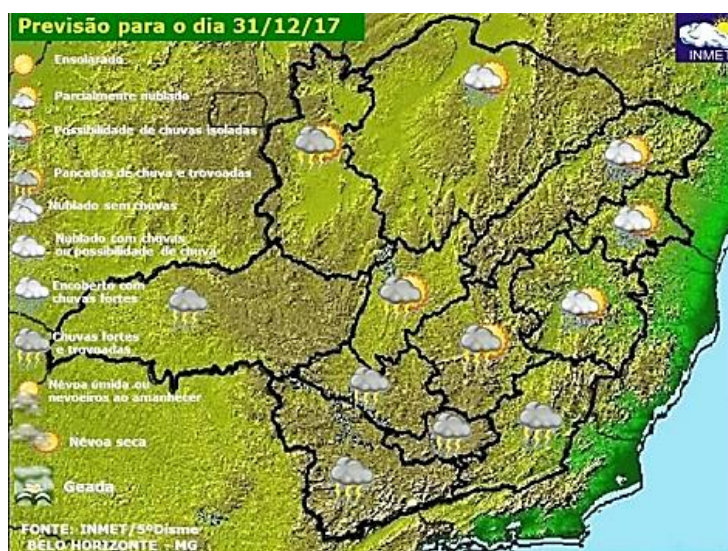 Previsão para o dia 31/12/17
INMET
Ensolarado
Parcialmente nublado
Possibilidade de chuvas isoladas
Pancadas de chuva e trovoadas
Nublado sem chuvas
Nublado com chuvas
ou possibilidade de chuva
Encoberto com
chuvas fortes
Chuvas fortes
e trovoadas
Névoa úmida ou
nevoeiros ao amanhecer
Névoa seca
Geada
FONTE: INMET/5ºDisme
BELO HORIZONTE - MG